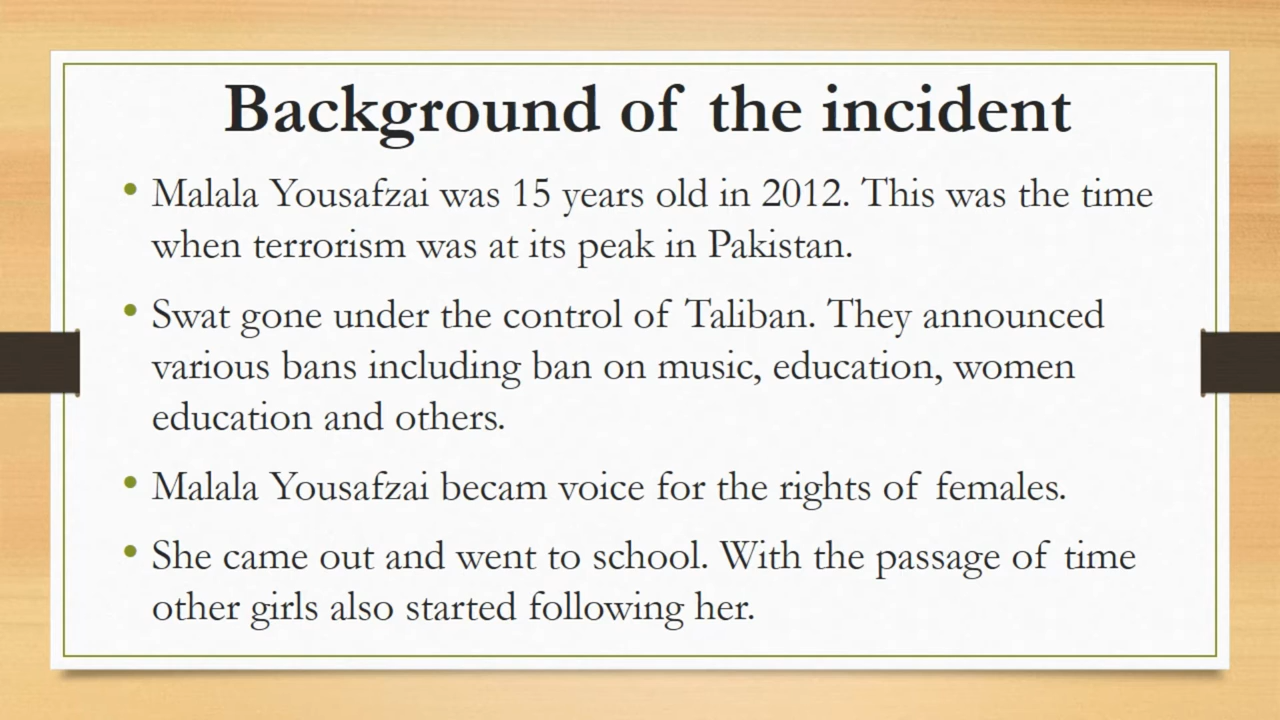 Background of the incident
• Malala Yousafzai was 15 years old in 2012. This was the time
when terrorism was at its peak in Pakistan.
• Swat gone under the control of Taliban. They announced
various bans including ban on music, education, women
education and others.
• Malala Yousafzai becam voice for the rights of females.
• She came out and went to school. With the passage of time
other girls also started following her.